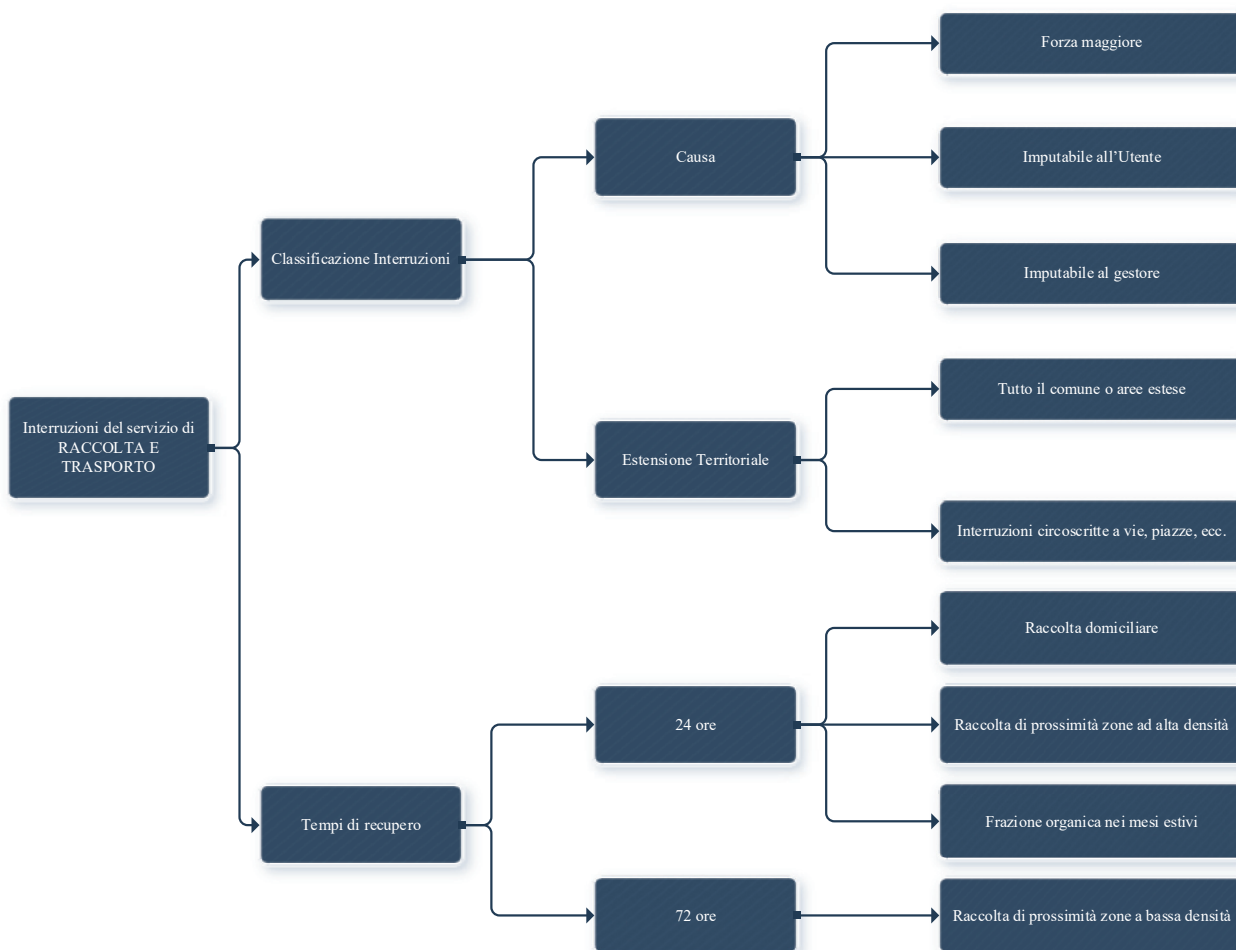 Forza maggiore
Causa
Imputabile all’Utente
Classificazione Interruzioni
Imputabile al gestore
Tutto il comune o aree estese
Interruzioni del servizio di
RACCOLTA E
TRASPORTO
Estensione Territoriale
Interruzioni circoscritte a vie, piazze, ecc.
Raccolta domiciliare
24 ore
Raccolta di prossimità zone ad alta densità
Tempi di recupero
Frazione organica nei mesi estivi
72 ore
Raccolta di prossimità zone a bassa densità